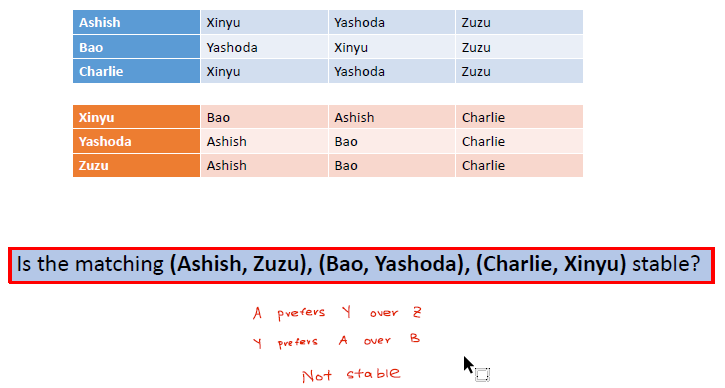 Ashish Xinyu Yashoda Zuzu
Bao Yashoda Xinyu Zuzu
Charlie Xinyu Yashoda Zuzu
Xinyu Bao Ashish Charlie
Yashoda Ashish Bao Charlie
Zuzu Ashish Bao Charlie
Is the matching (Ashish, Zuzu), (Bao, Yashoda), (Charlie, Xinyu) stable?
A prefers Y over Z
Y prefers A over B
Not stable